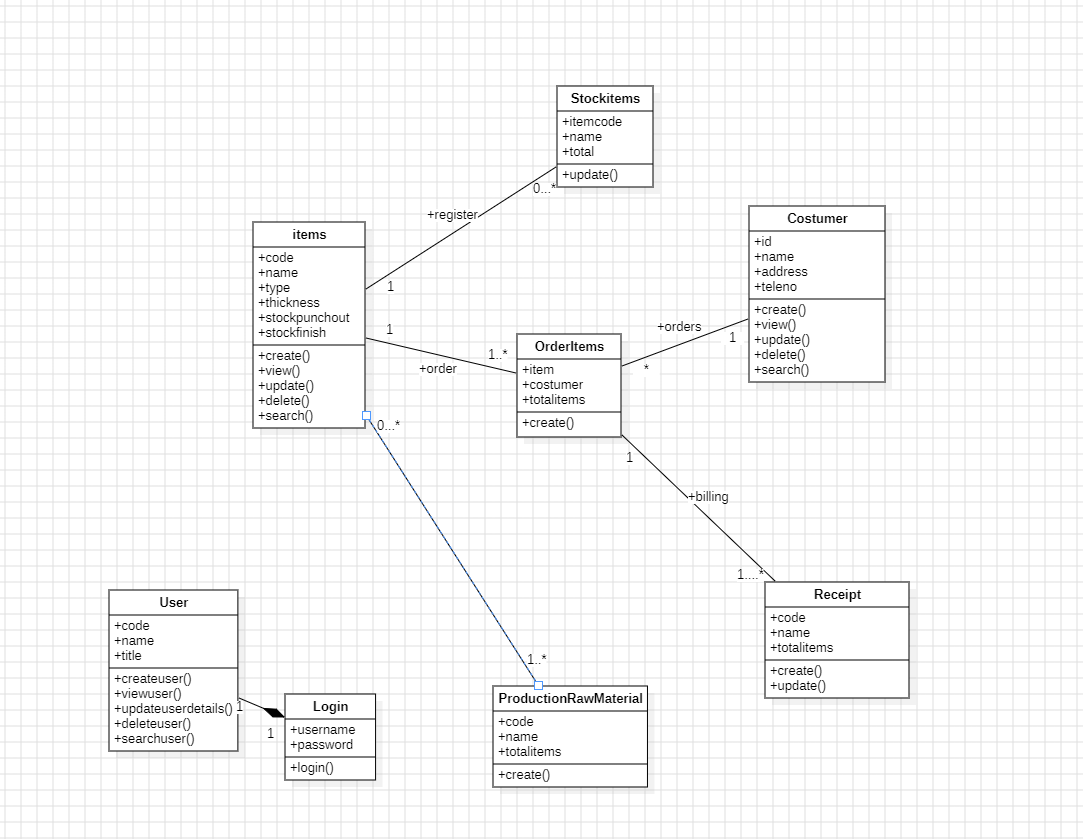 Stockitems
+itemcode
+name
+total
+update()
0...*
+register
1
items
+code
+name
+type
+thickness
+stockpunchout
+stockfinish
+create()
+view()
+update()
+delete()
+search()
1
1..*
+order
0...*
OrderItems
+item
+costumer
+totalitems
+create()
+orders
1
*
Costumer
+id
+name
+address
+teleno
+create()
+view()
+update()
+delete()
+search()
1
+billing
1....*
Receipt
+code
+name
+totalitems
+create()
+update()
User
+code
+name
+title
+createuser()
+viewuser()
+updateuserdetails()
+deleteuser()
+searchuser()
1
1
Login
+username
+password
+login()
1..*
ProductionRawMaterial
+code
+name
+totalitems
+create()